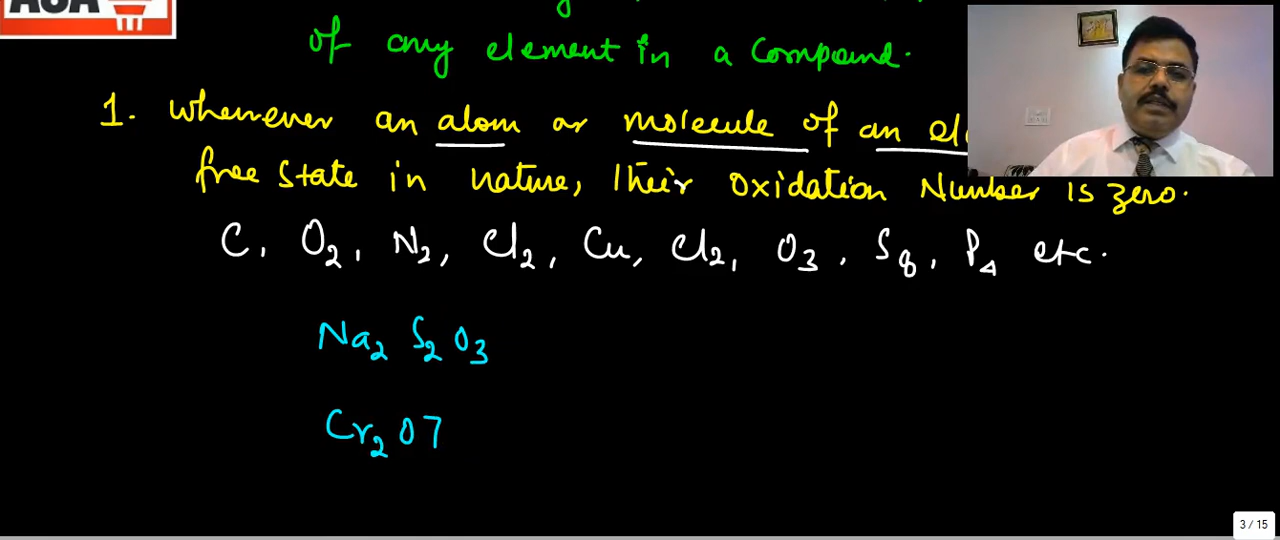 ASA
of any element in a Compound.
1. Whenever an atom or molecule of an
free State in nature, Their Oxidation Number is zero.
C, O2, N2, Cl2, Cu, Cl2, O3, S8, P4 etc.
Na2 S2 O3
Cr2 O7
3 / 15